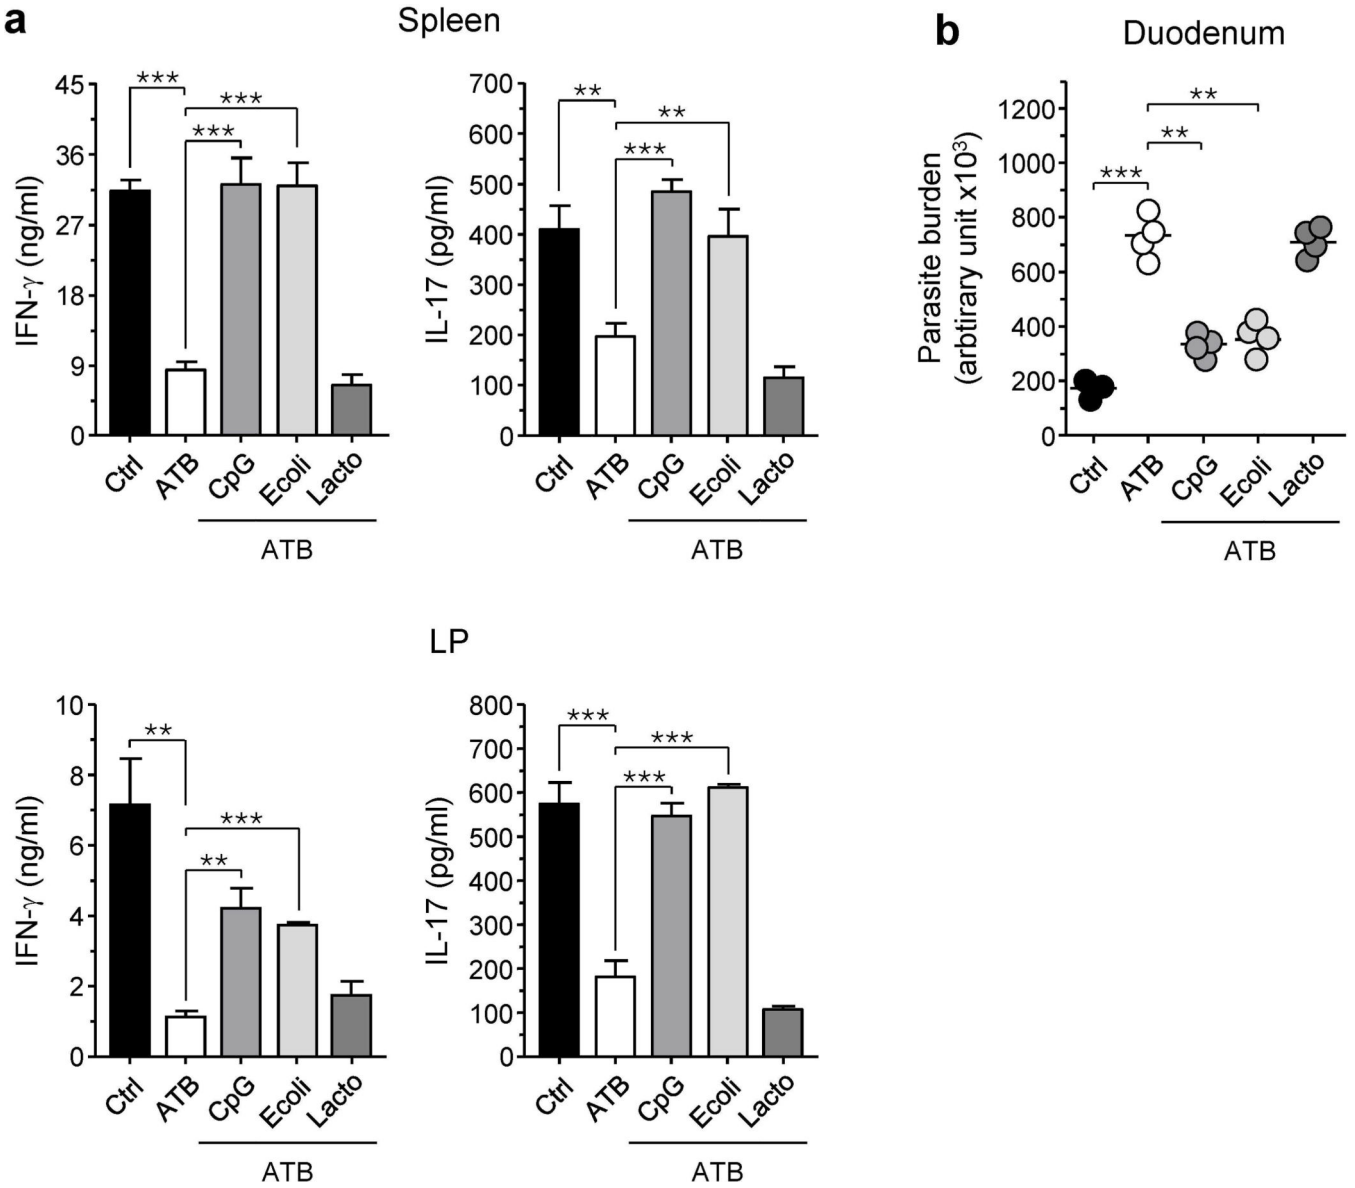 a
Spleen
45
36
27
18
9
0
IFN-γ (ng/ml)
***
***
***
Ctrl
ATB
CpG
Ecoli
Lacto
ATB
700
600
500
400
300
200
100
0
IL-17 (pg/ml)
**
**
***
Ctrl
ATB
CpG
Ecoli
Lacto
ATB
b
Duodenum
1200
1000
800
600
400
200
0
Parasite burden
(arbtirary unit x10³)
**
**
***
Ctrl
ATB
CpG
Ecoli
Lacto
ATB
LP
10
8
6
4
2
0
IFN-γ (ng/ml)
**
***
**
Ctrl
ATB
CpG
Ecoli
Lacto
ATB
800
700
600
500
400
300
200
100
0
IL-17 (pg/ml)
***
***
***
Ctrl
ATB
CpG
Ecoli
Lacto
ATB